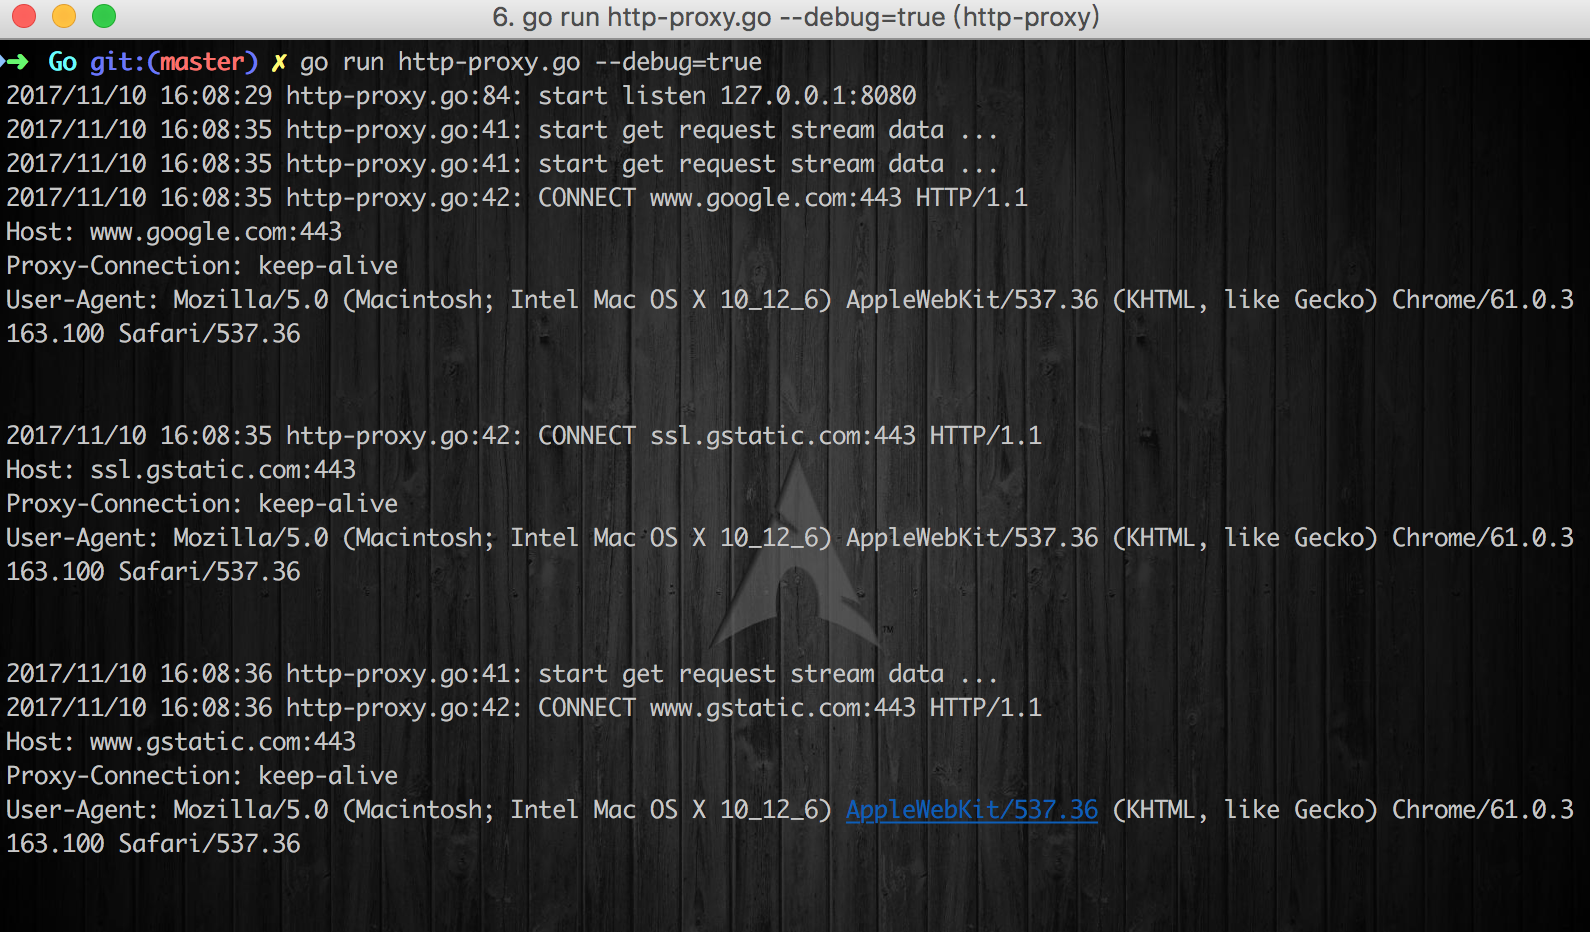 6. go run http-proxy.go --debug=true (http-proxy)
➜ Go git:(master) ✗ go run http-proxy.go --debug=true
2017/11/10 16:08:29 http-proxy.go:84: start listen 127.0.0.1:8080
2017/11/10 16:08:35 http-proxy.go:41: start get request stream data ...
2017/11/10 16:08:35 http-proxy.go:41: start get request stream data ...
2017/11/10 16:08:35 http-proxy.go:42: CONNECT www.google.com:443 HTTP/1.1
Host: www.google.com:443
Proxy-Connection: keep-alive
User-Agent: Mozilla/5.0 (Macintosh; Intel Mac OS X 10_12_6) AppleWebKit/537.36 (KHTML, like Gecko) Chrome/61.0.3
163.100 Safari/537.36
2017/11/10 16:08:35 http-proxy.go:42: CONNECT ssl.gstatic.com:443 HTTP/1.1
Host: ssl.gstatic.com:443
Proxy-Connection: keep-alive
User-Agent: Mozilla/5.0 (Macintosh; Intel Mac OS X 10_12_6) AppleWebKit/537.36 (KHTML, like Gecko) Chrome/61.0.3
163.100 Safari/537.36
TM
2017/11/10 16:08:36 http-proxy.go:41: start get request stream data ...
2017/11/10 16:08:36 http-proxy.go:42: CONNECT www.gstatic.com:443 HTTP/1.1
Host: www.gstatic.com:443
Proxy-Connection: keep-alive
User-Agent: Mozilla/5.0 (Macintosh; Intel Mac OS X 10_12_6) AppleWebKit/537.36 (KHTML, like Gecko) Chrome/61.0.3
163.100 Safari/537.36